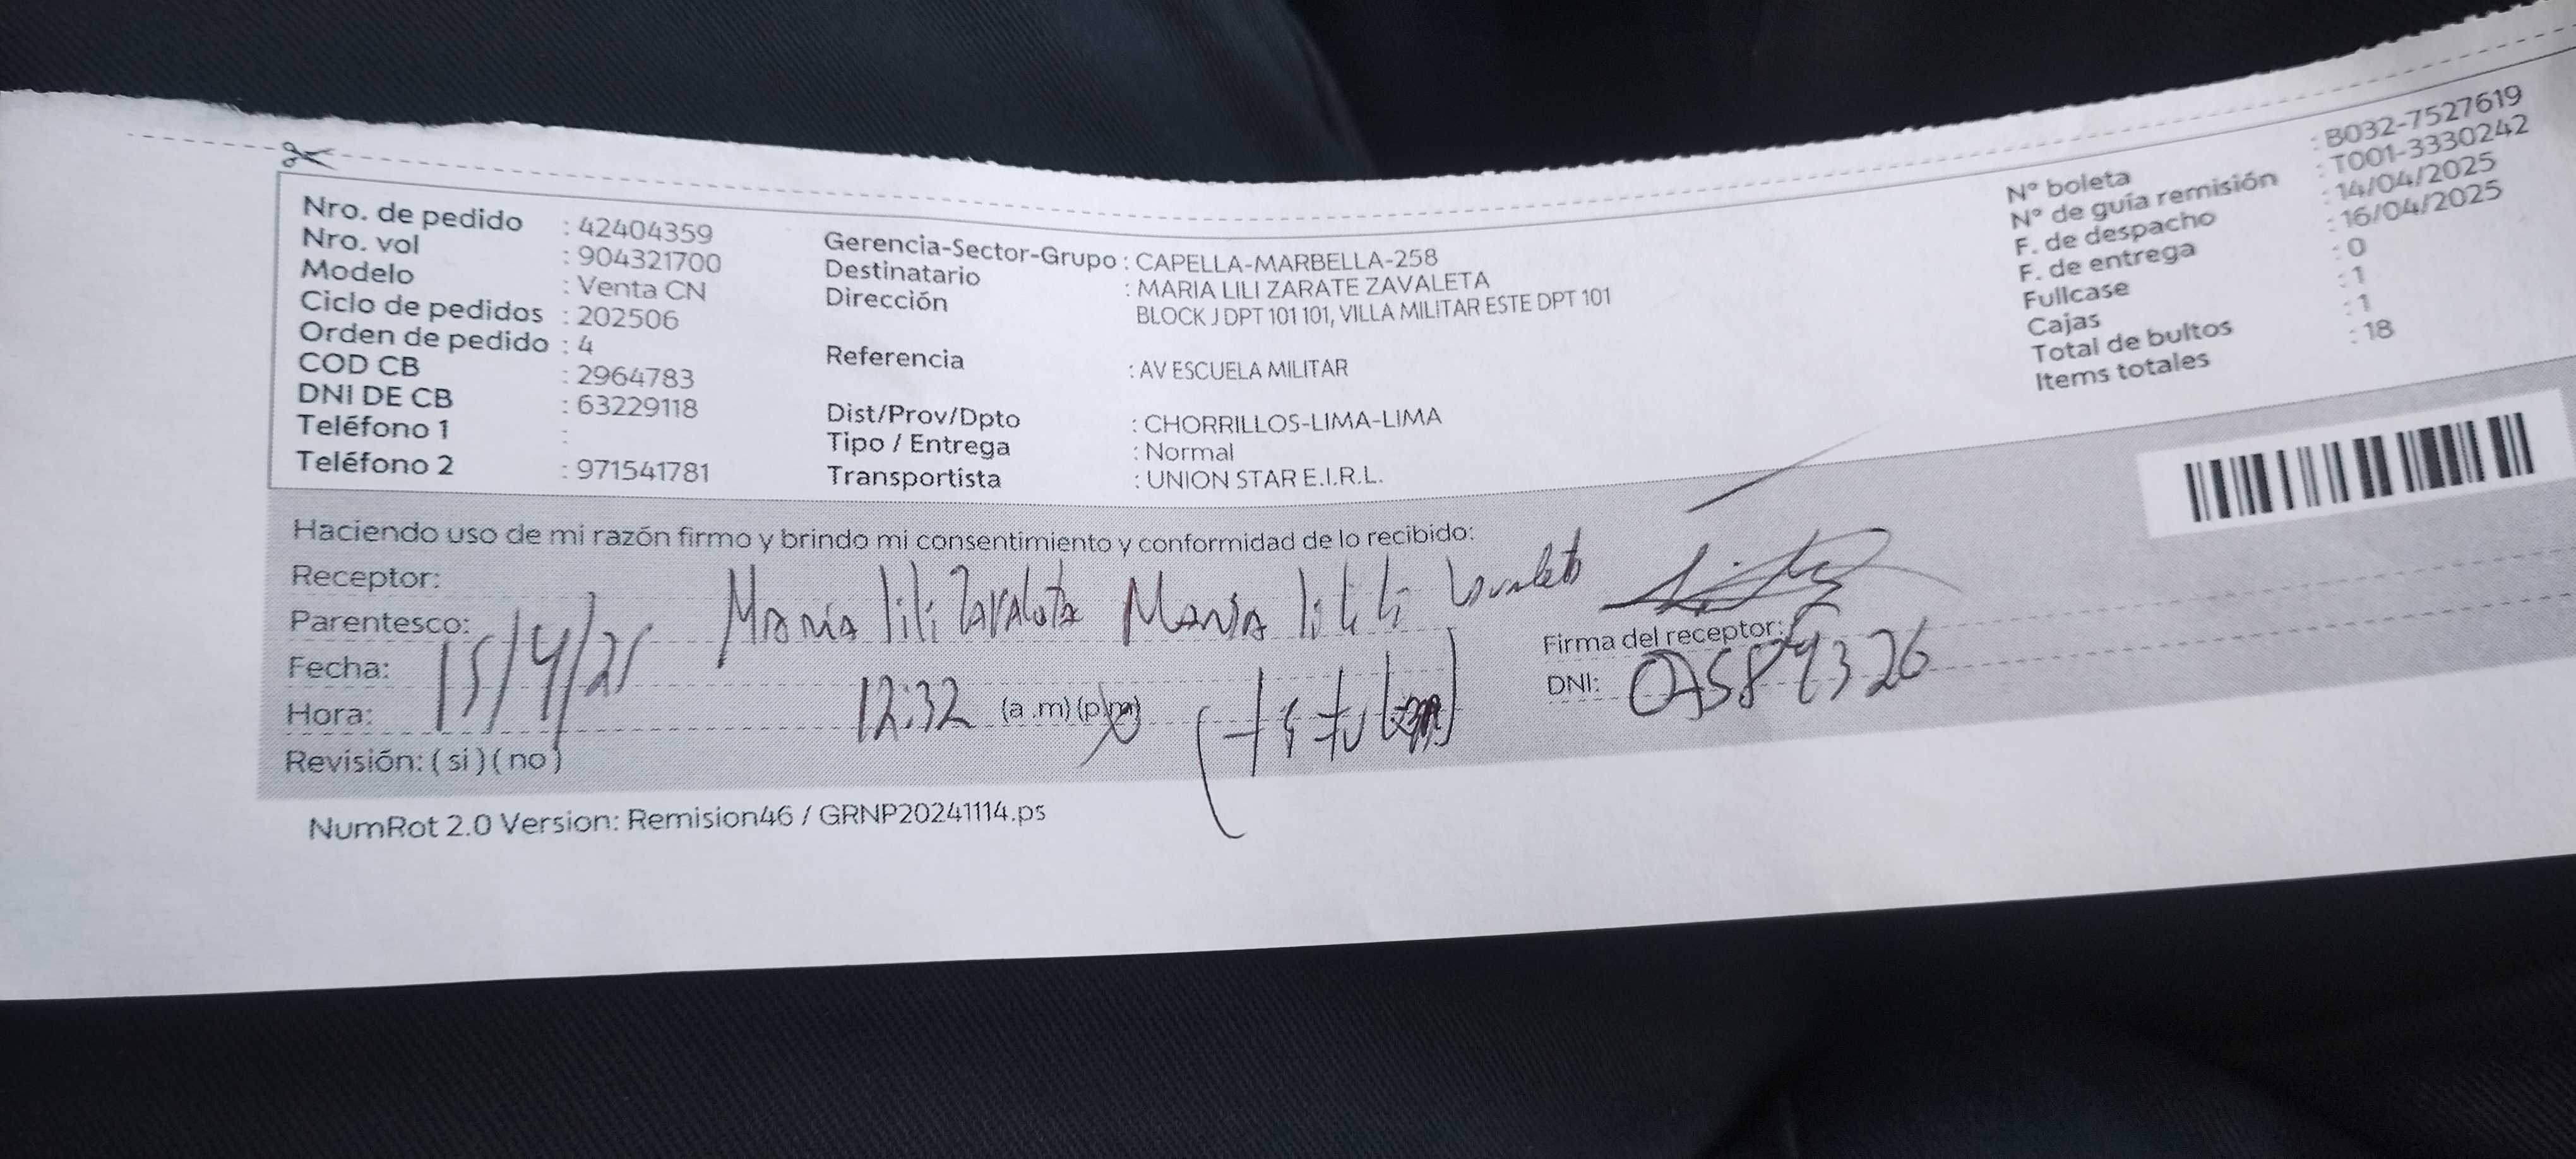 Nro. de pedido : 42404359
Nro. vol : 904321700
Modelo : Venta CN
Ciclo de pedidos : 202506
Orden de pedido : 4
COD CB : 2964783
DNI DE CB : 63229118
Teléfono 1 :
Teléfono 2 : 971541781
Gerencia-Sector-Grupo : CAPELLA-MARBELLA-258
Destinatario : MARIA LILI ZARATE ZAVALETA
Dirección
BLOCK J DPT 101 101, VILLA MILITAR ESTE DPT 101
Referencia : AV ESCUELA MILITAR
Dist/Prov/Dpto : CHORRILLOS-LIMA-LIMA
Tipo / Entrega : Normal
Transportista : UNION STAR E.I.R.L.
N° boleta : B032-7527619
N° de guía remisión : T001-3330242
F. de despacho : 14/04/2025
F. de entrega : 16/04/2025
Fullcase : 0
Cajas : 1
Total de bultos : 1
Items totales : 18
Haciendo uso de mi razón firmo y brindo mi consentimiento y conformidad de lo recibido:
Receptor:
Parentesco: Maria lili Zavaleta Maria lili
Fecha: 15/4/25
Hora: 12:32 (a.m) (p.m)
Revisión: ( si ) ( no )
Firma del receptor:
DNI:
NumRot 2.0 Version: Remision46 / GRNP20241114.ps